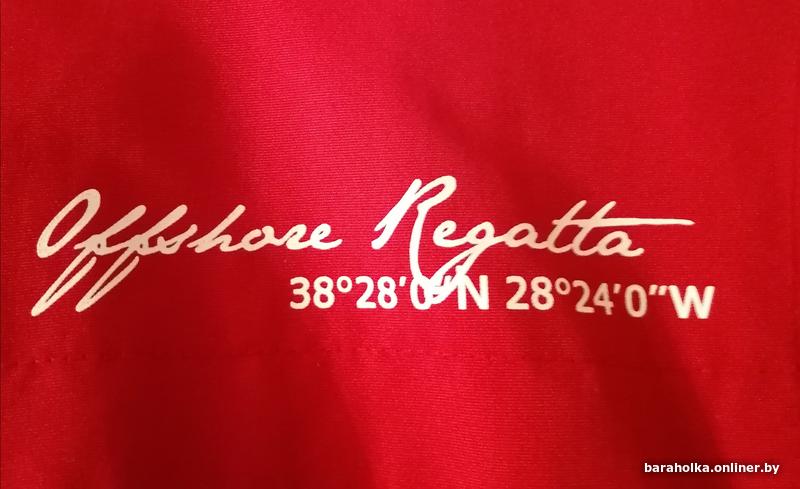 Offshore Regatta
38°28'0"N 28°24'0"W
baraholka.onliner.by